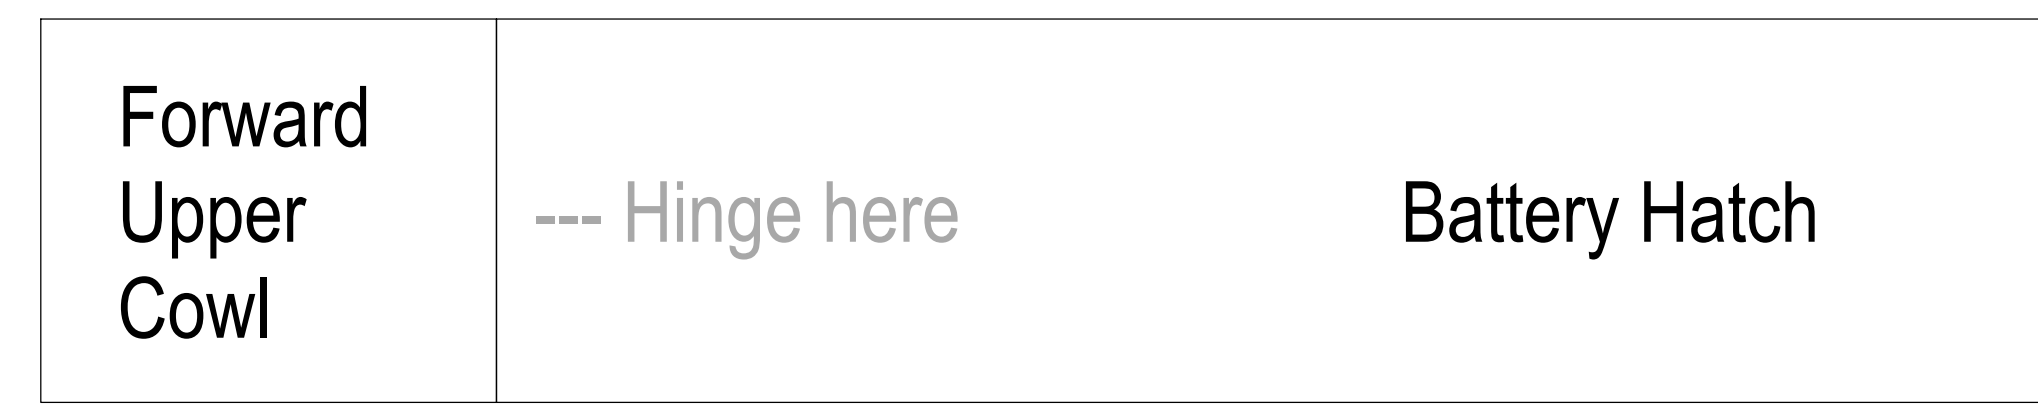 Forward
Upper
Cowl
--- Hinge here
Battery Hatch